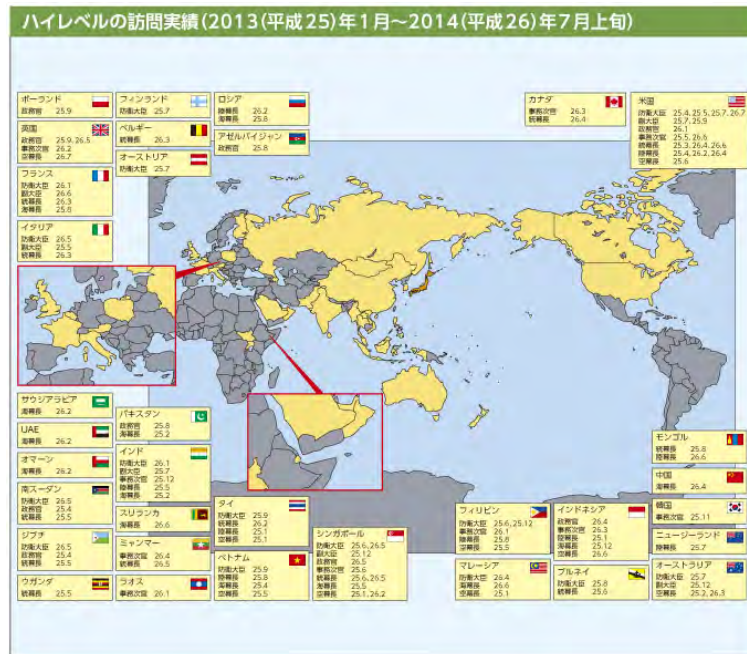 ハイレベルの訪問実績(2013(平成25)年1月～2014(平成26)年7月上旬)
ポーランド
政務官 25.9
英国
政務官 25.9、26.5
事務次官 26.2
空幕長 26.7
フランス
防衛大臣 26.1
副大臣 26.6
統幕長 26.3
海幕長 25.8
イタリア
防衛大臣 26.5
副大臣 25.5
統幕長 26.3
フィンランド
防衛大臣 25.7
ベルギー
統幕長 26.3
オーストリア
防衛大臣 25.7
ロシア
陸幕長 26.2
海幕長 25.8
アゼルバイジャン
政務官 25.8
カナダ
事務次官 26.3
統幕長 26.4
米国
防衛大臣 25.4、25.5、25.7、26.7
副大臣 25.7、25.9
政務官 26.1
事務次官 25.5、26.6
統幕長 25.3、26.4、26.6
陸幕長 25.4、26.2、26.4
空幕長 25.6
サウジアラビア
海幕長 26.2
UAE
海幕長 26.2
オマーン
海幕長 26.2
南スーダン
防衛大臣 26.5
政務官 25.4
統幕長 25.5
ジブチ
防衛大臣 26.5
政務官 25.4
統幕長 25.5
ウガンダ
統幕長 25.5
パキスタン
政務官 25.8
海幕長 25.2
インド
防衛大臣 26.1
副大臣 25.7
事務次官 25.12
陸幕長 25.5
海幕長 25.2
スリランカ
海幕長 26.6
ミャンマー
事務次官 26.4
統幕長 26.5
ラオス
事務次官 26.1
タイ
防衛大臣 25.9
統幕長 26.2
陸幕長 25.1
空幕長 25.1
ベトナム
防衛大臣 25.9
陸幕長 25.8
海幕長 25.4
空幕長 25.5
シンガポール
防衛大臣 25.6、26.5
副大臣 25.12
政務官 26.5
事務次官 25.6
統幕長 25.6、26.5
海幕長 25.5
空幕長 25.1、26.2
フィリピン
防衛大臣 25.6、25.12
事務次官 26.1
陸幕長 25.8
空幕長 25.5
マレーシア
防衛大臣 26.4
海幕長 26.6
空幕長 25.1
インドネシア
政務官 26.4
事務次官 26.3
陸幕長 25.1
海幕長 25.12
空幕長 26.6
ブルネイ
防衛大臣 25.8
統幕長 25.6
モンゴル
統幕長 25.8
陸幕長 26.6
中国
海幕長 26.4
韓国
事務次官 25.11
ニュージーランド
陸幕長 25.7
オーストラリア
防衛大臣 25.7
副大臣 25.12
空幕長 25.2、26.3